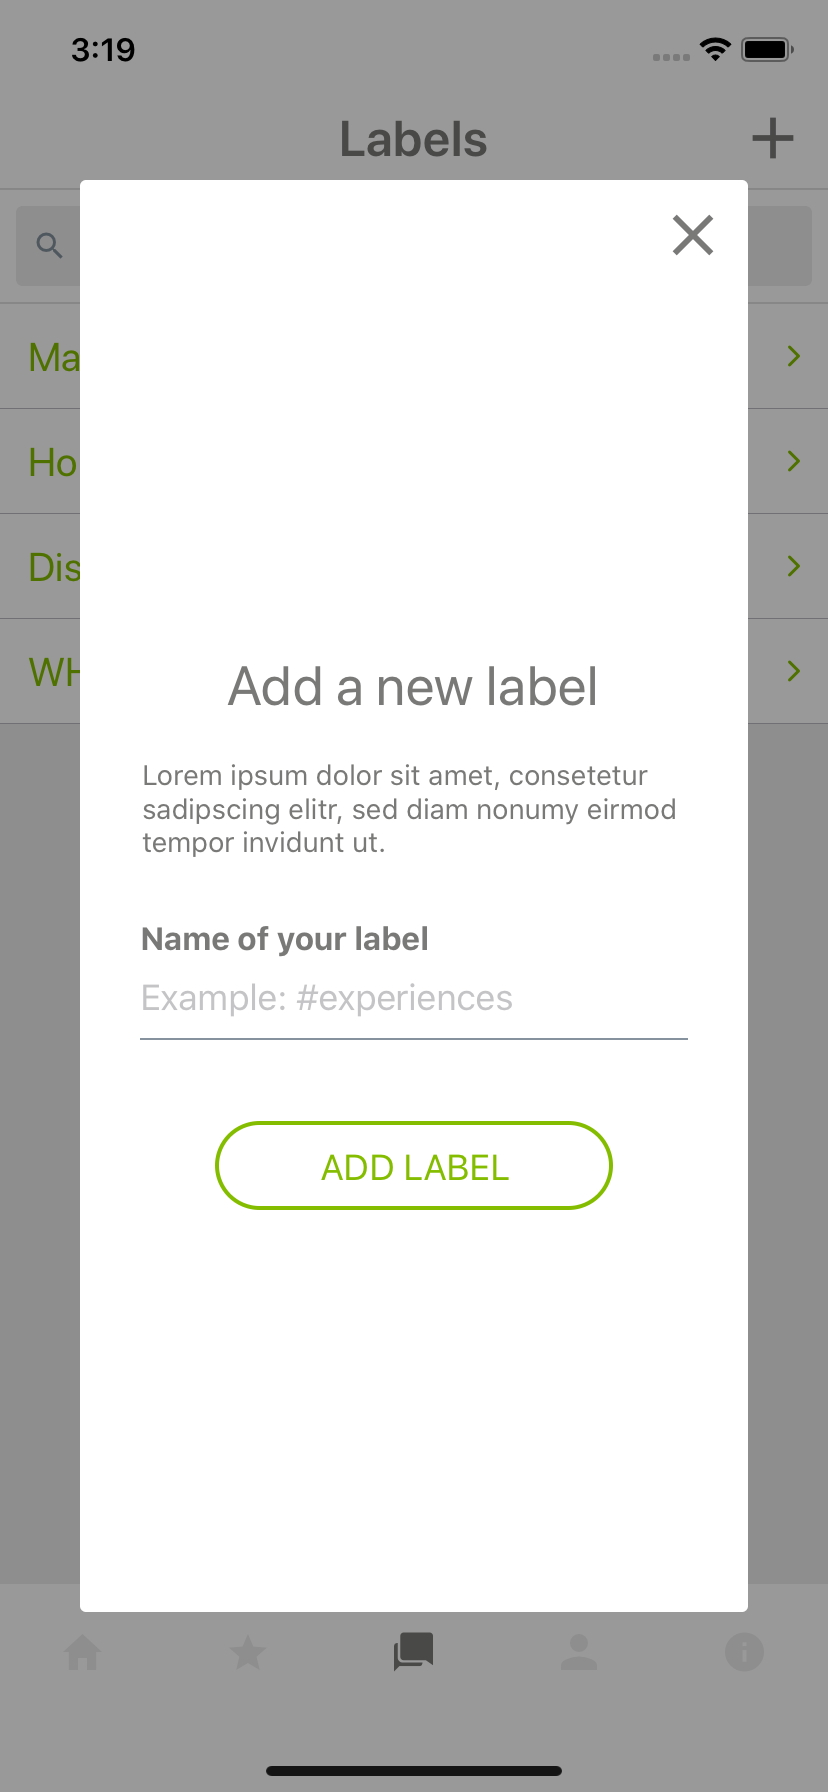 3:19
Labels
Ma
Ho
Dis
WH
Add a new label
Lorem ipsum dolor sit amet, consetetur
sadipscing elitr, sed diam nonumy eirmod
tempor invidunt ut.
Name of your label
Example: #experiences
ADD LABEL